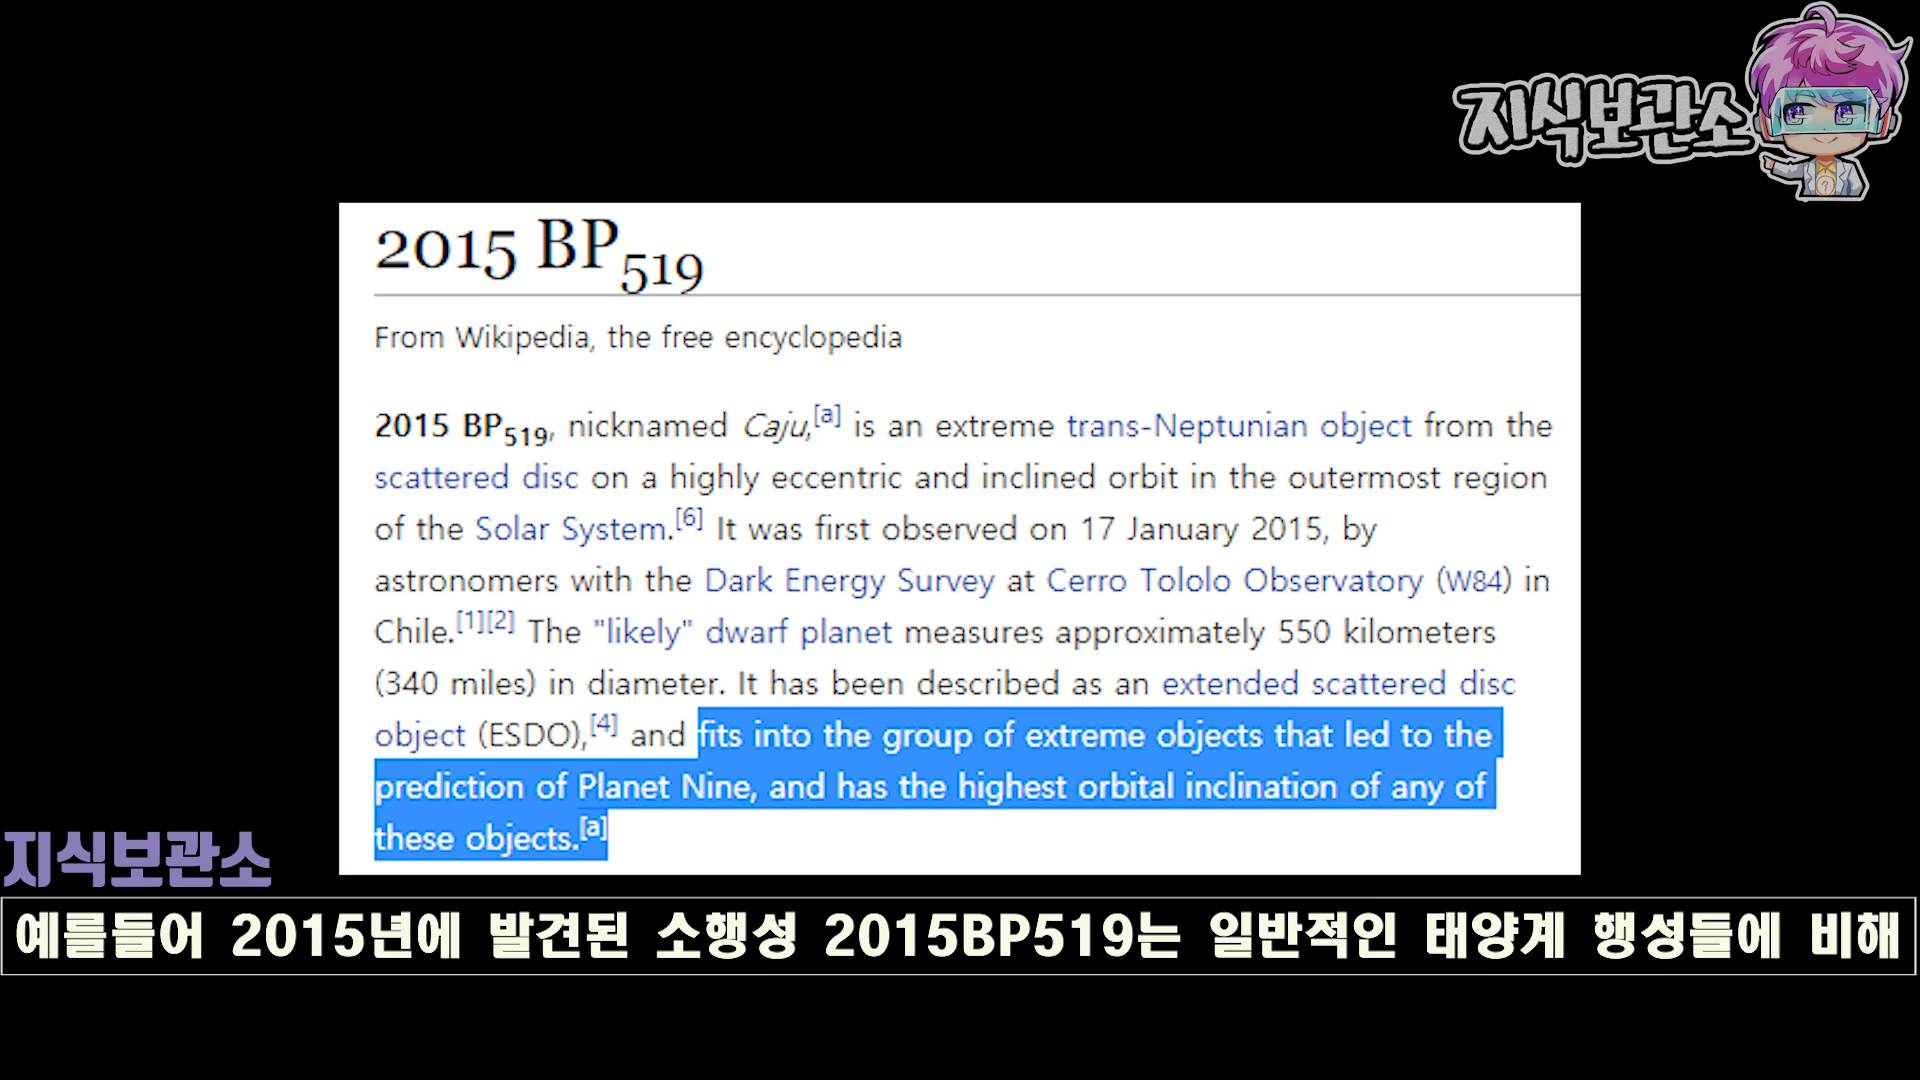 지식보관소
2015 BP519
From Wikipedia, the free encyclopedia
2015 BP519, nicknamed Caju,[a] is an extreme trans-Neptunian object from the
scattered disc on a highly eccentric and inclined orbit in the outermost region
of the Solar System.[6] It was first observed on 17 January 2015, by
astronomers with the Dark Energy Survey at Cerro Tololo Observatory (W84) in
Chile.[1][2] The "likely" dwarf planet measures approximately 550 kilometers
(340 miles) in diameter. It has been described as an extended scattered disc
object (ESDO),[4] and fits into the group of extreme objects that led to the
prediction of Planet Nine, and has the highest orbital inclination of any of
these objects.[a]
지식보관소
예를들어 2015년에 발견된 소행성 2015BP519는 일반적인 태양계 행성들에 비해